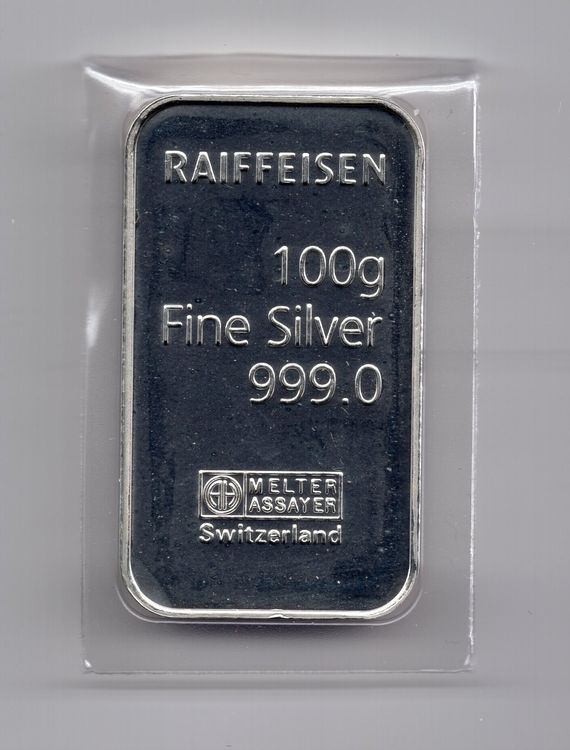 RAIFFEISEN
100g
Fine Silver
999.0
MELTER
ASSAYER
Switzerland